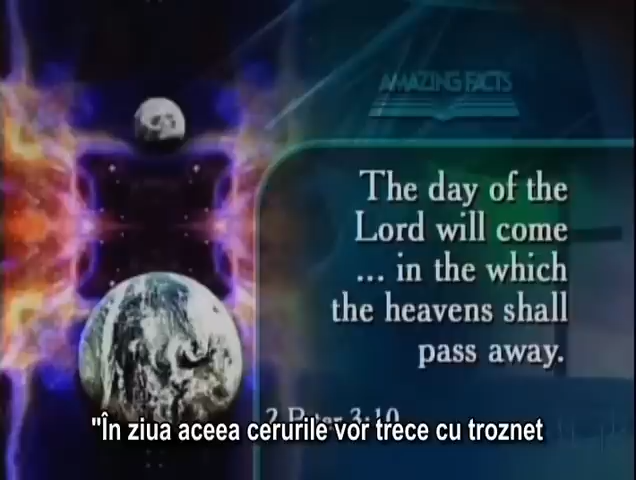 AMAZING FACTS
The day of the
Lord will come
... in the which
the heavens shall
pass away.
2 Peter 3:10
"În ziua aceea cerurile vor trece cu troznet